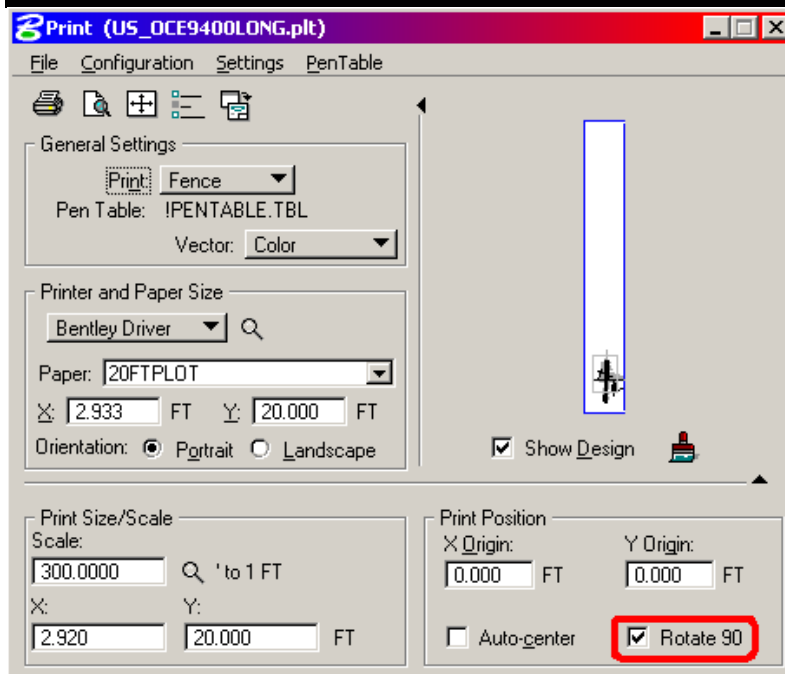 Print (US_OCE9400LONG.plt)
File Configuration Settings PenTable
General Settings
Print: Fence
Pen Table: !PENTABLE.TBL
Vector: Color
Printer and Paper Size
Bentley Driver
Paper: 20FTPLOT
X: 2.933 FT Y: 20.000 FT
Orientation: Portrait Landscape
Show Design
Print Size/Scale
Scale:
300.0000 ' to 1 FT
X: Y:
2.920 20.000 FT
Print Position
X Origin: Y Origin:
0.000 FT 0.000 FT
Auto-center Rotate 90